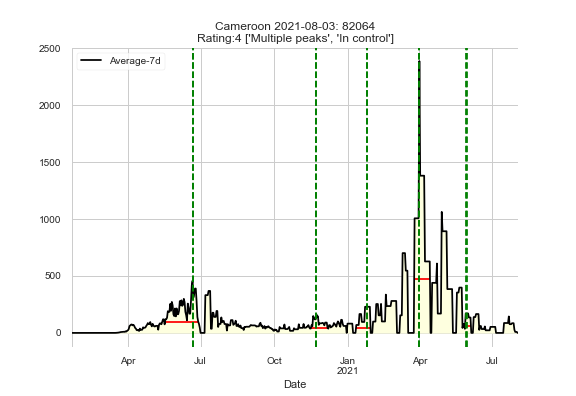 Cameroon 2021-08-03: 82064
Rating:4 ['Multiple peaks', 'In control']
Average-7d
2500
2000
1500
1000
500
0
Apr
Jul
Oct
Jan
2021
Apr
Jul
Date